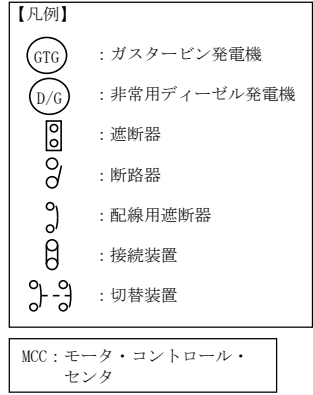 【凡例】
GTG ：ガスタービン発電機
D/G ：非常用ディーゼル発電機
：遮断器
：断路器
：配線用遮断器
：接続装置
：切替装置
MCC：モータ・コントロール・
センタ